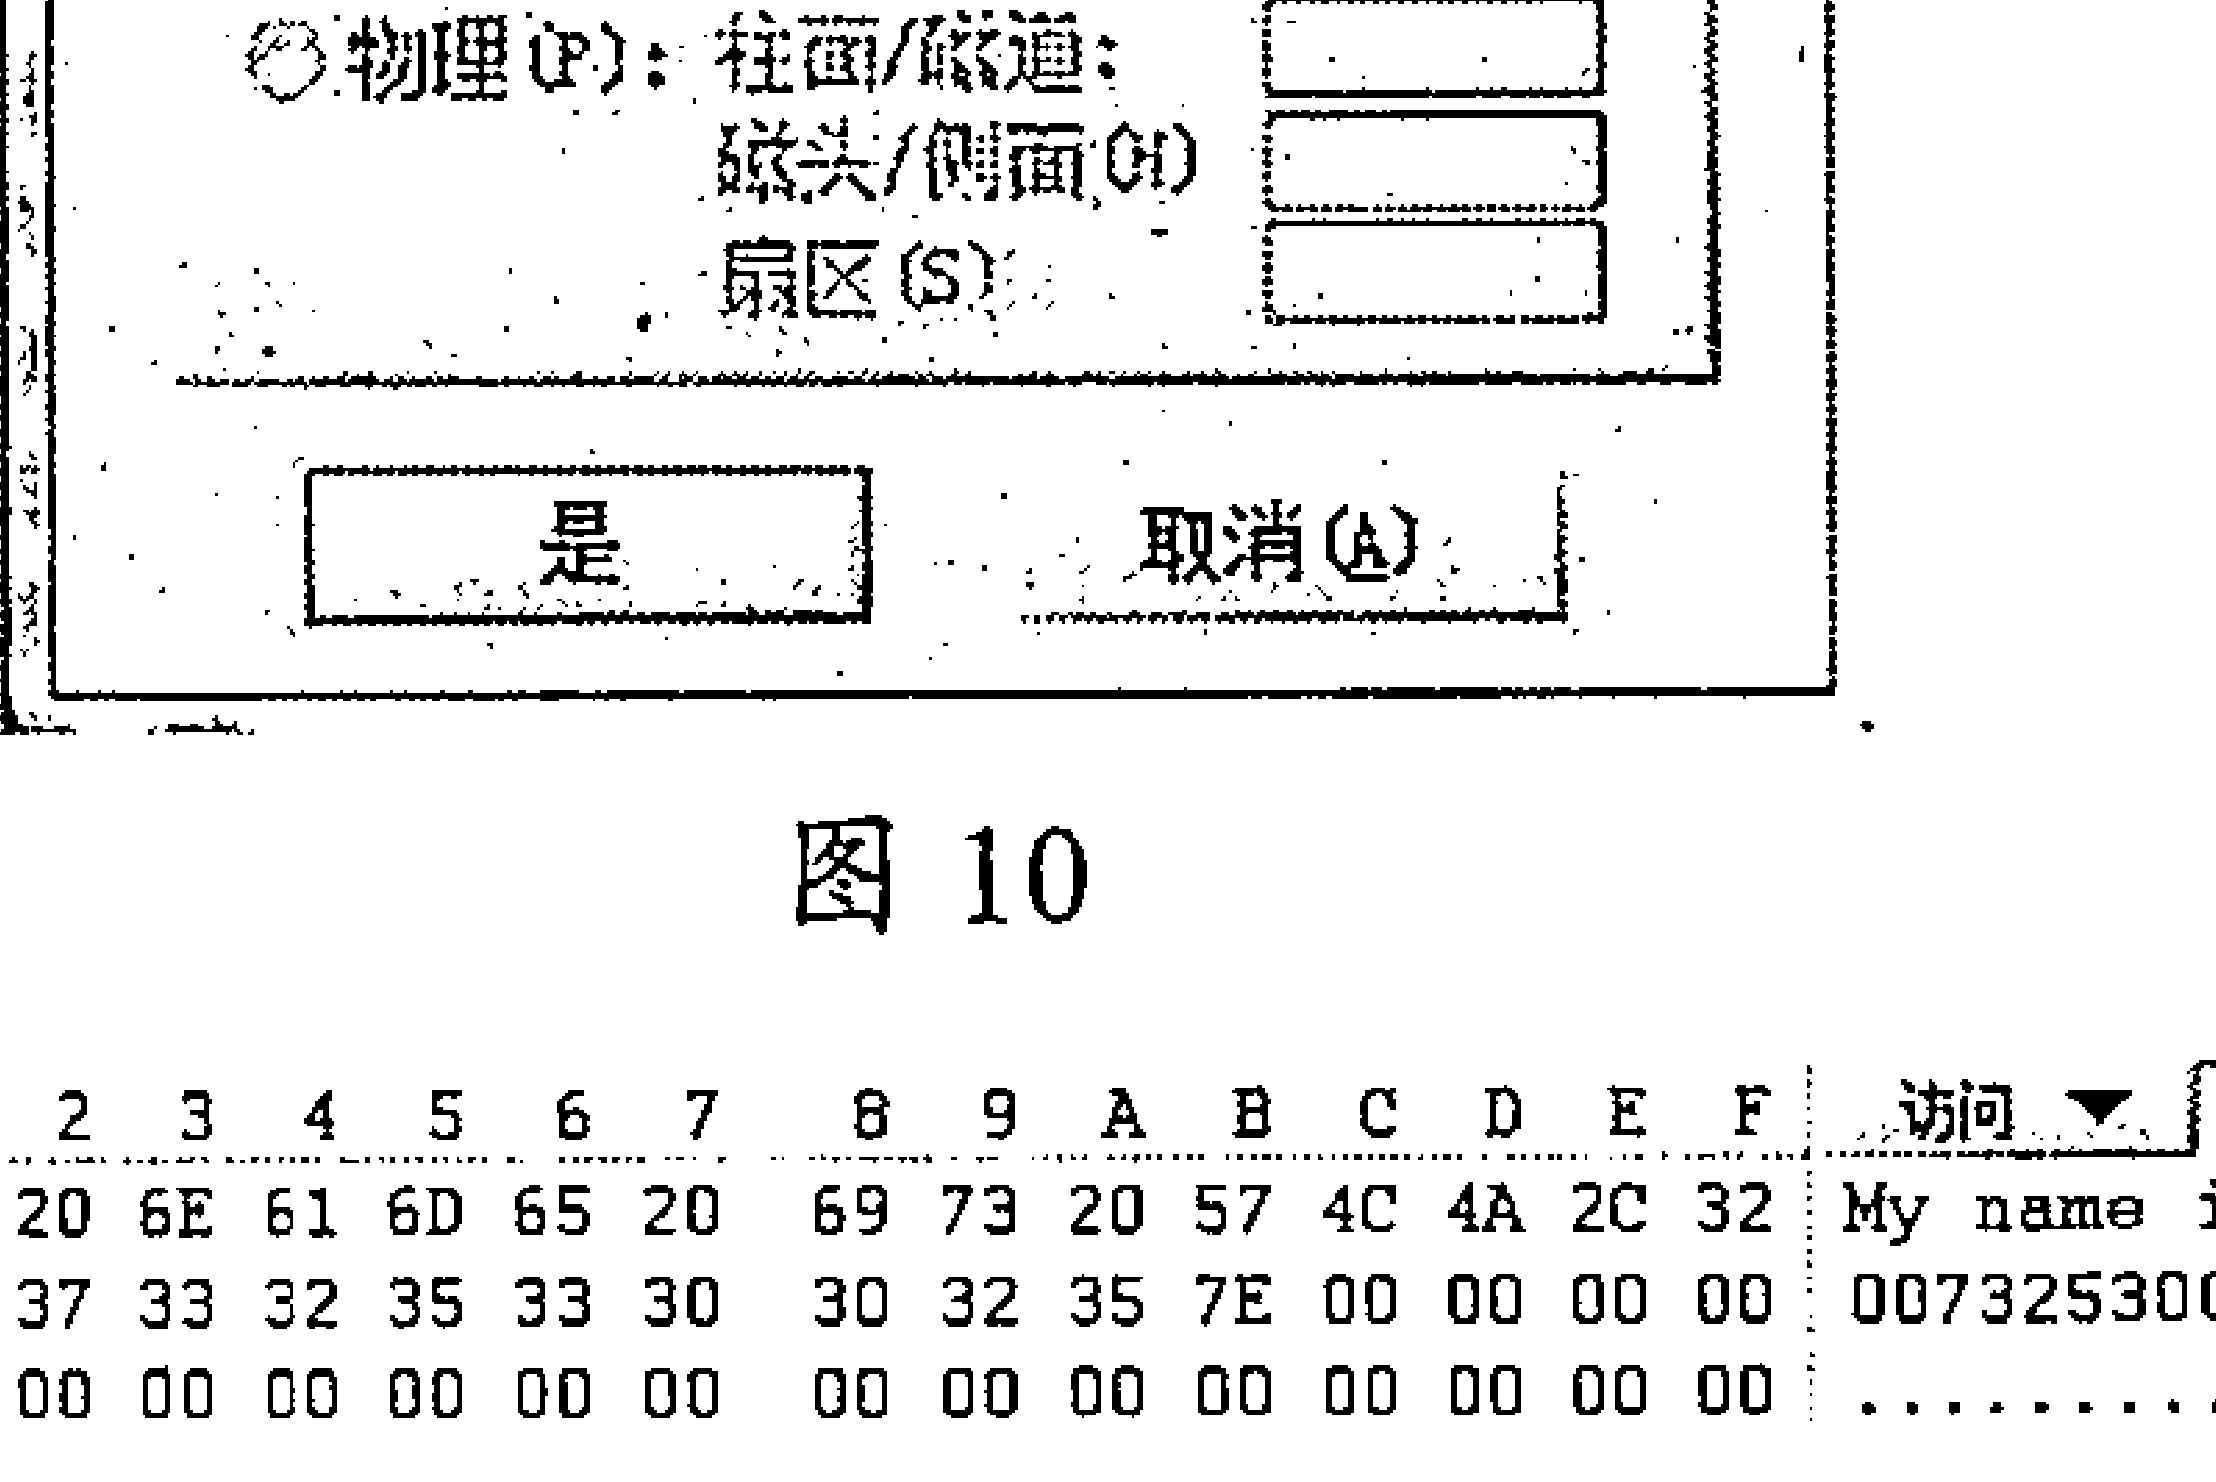 物理(P): 柱面/磁道:
磁头/侧面(H)
扇区(S)
是 取消(A)
图 10
2 3 4 5 6 7 8 9 A B C D E F 访问
20 6E 61 6D 65 20 69 73 20 57 4C 4A 2C 32 My name i
37 33 32 35 33 30 30 32 35 7E 00 00 00 00 00732530
00 00 00 00 00 00 00 00 00 00 00 00 00 00 .........